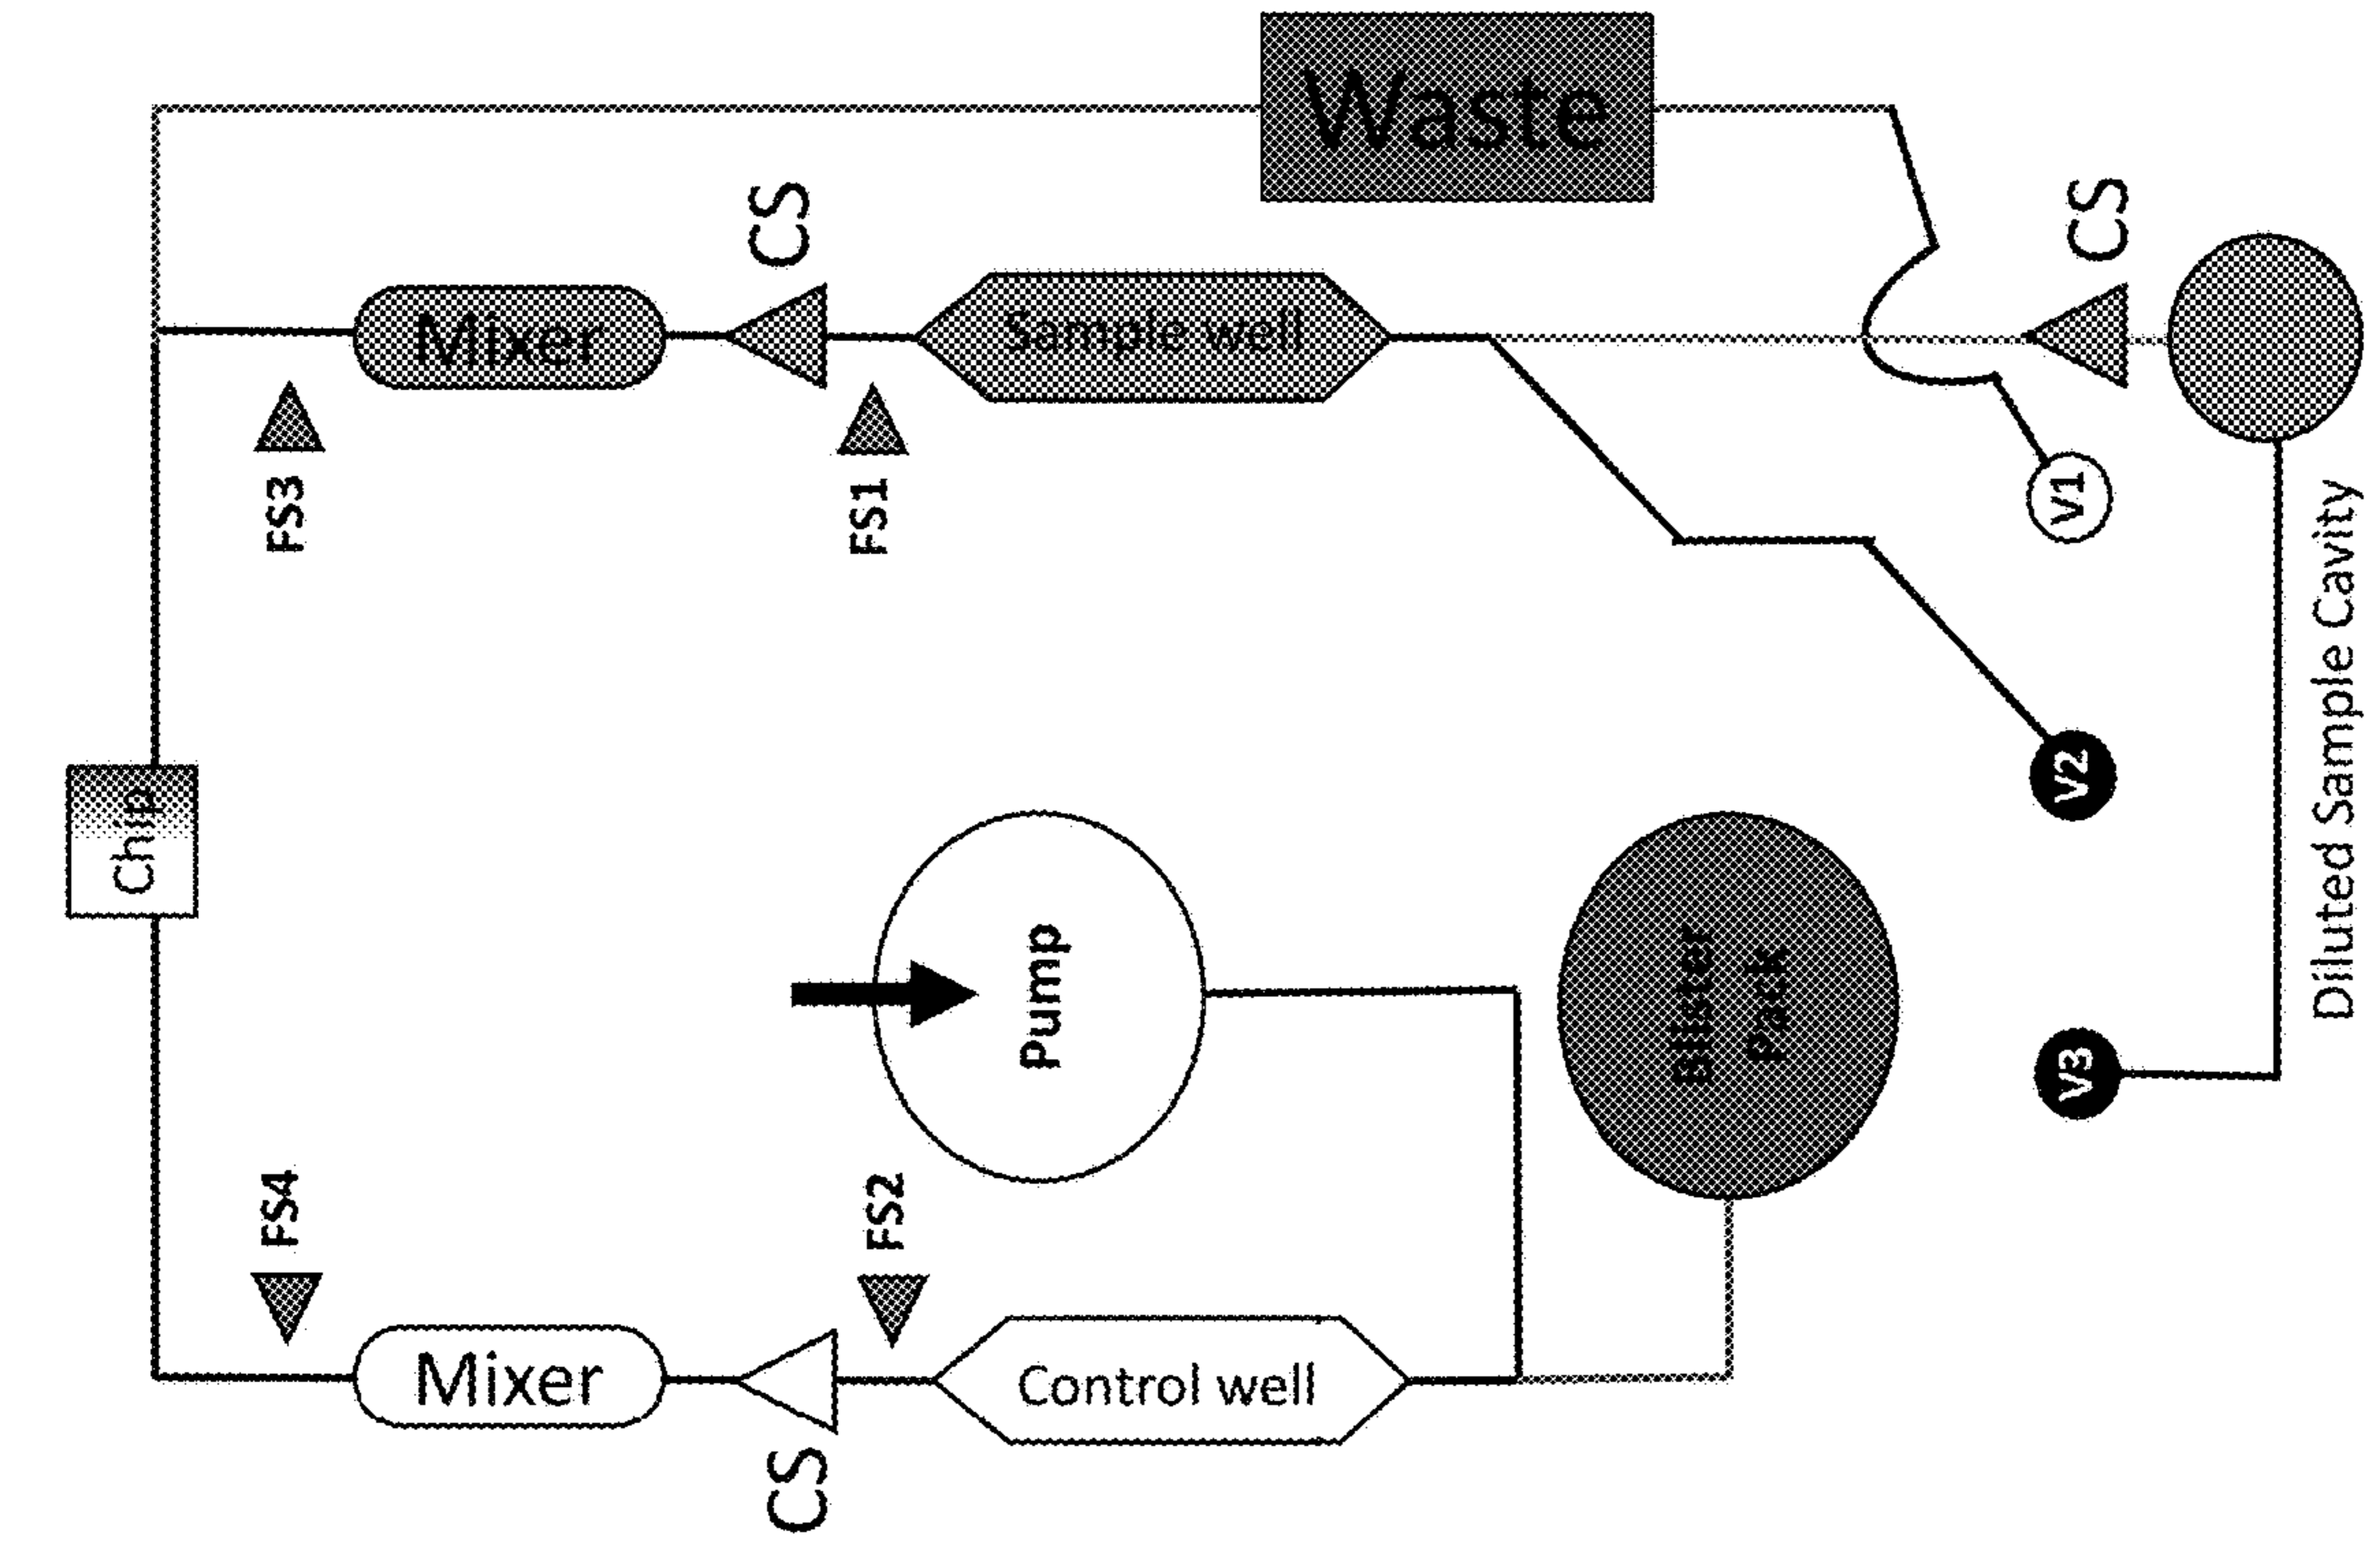 Waste
CS
CS
Mixer
Sample well
FS3
FS1
V1
Chip
V2
Pump
Blister
Pack
Diluted Sample Cavity
V3
FS4
FS2
Mixer
Control well
CS